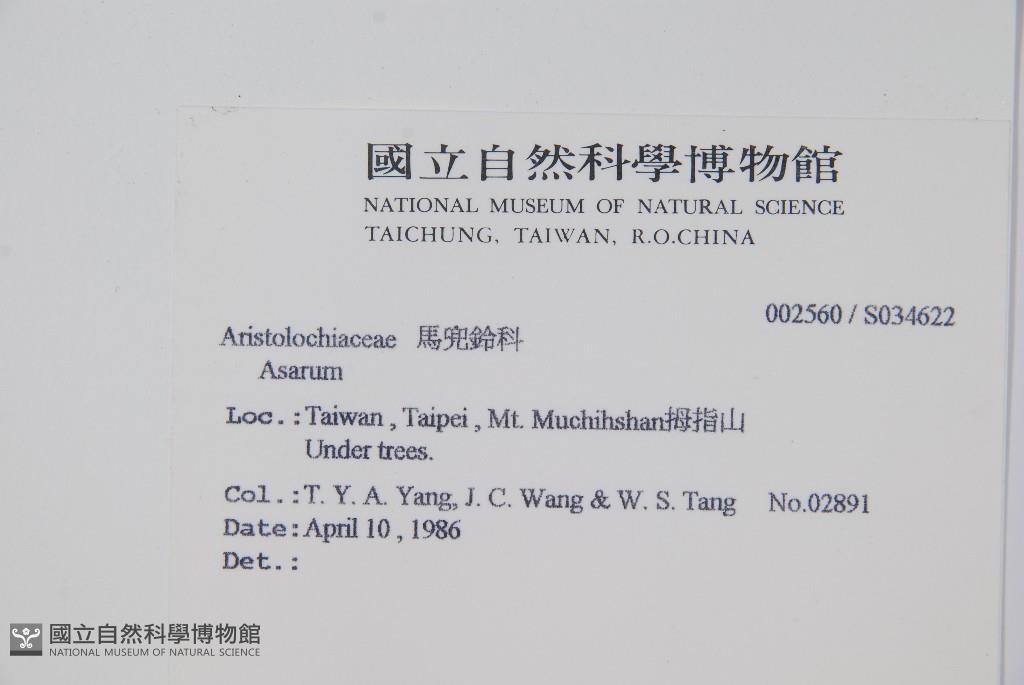 國立自然科學博物館
NATIONAL MUSEUM OF NATURAL SCIENCE
TAICHUNG, TAIWAN, R.O.CHINA
002560 / S034622
Aristolochiaceae 馬兜鈴科
Asarum
Loc.:Taiwan , Taipei , Mt. Muchihshan拇指山
Under trees.
Col.:T. Y. A. Yang, J. C. Wang & W. S. Tang No.02891
Date:April 10 , 1986
Det.:
國立自然科學博物館
NATIONAL MUSEUM OF NATURAL SCIENCE